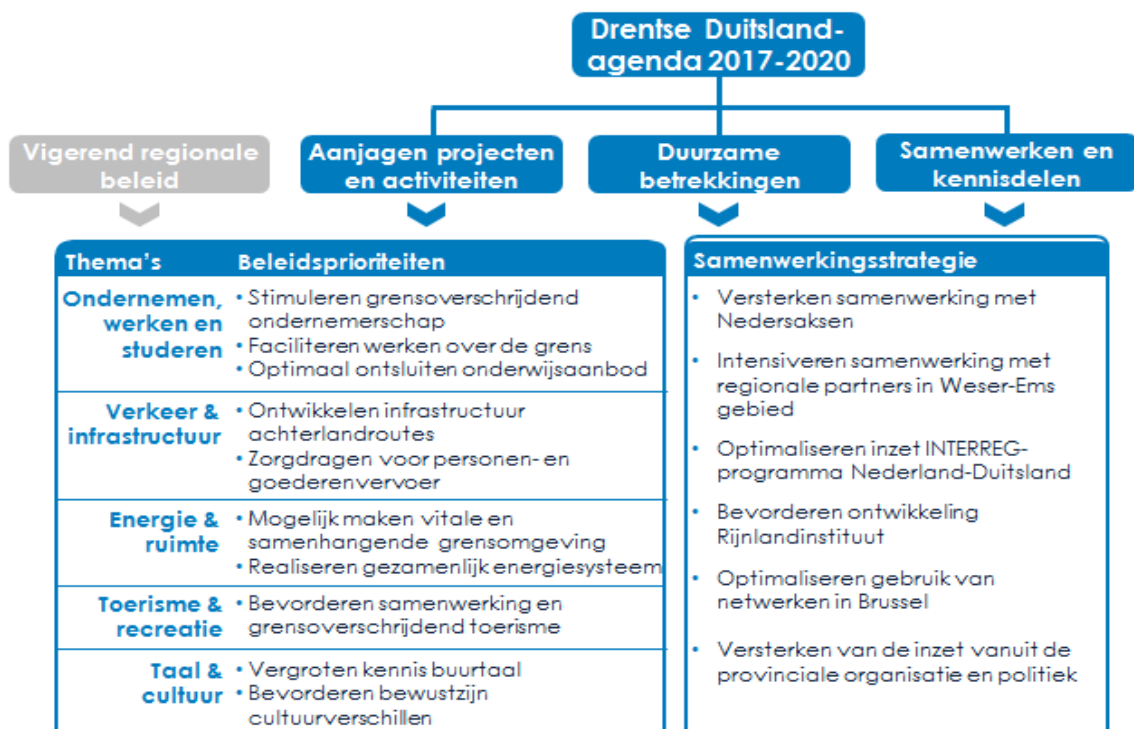 Drentse Duitsland-
agenda 2017-2020
Vigerend regionale
beleid
Aanjagen projecten
en activiteiten
Duurzame
betrekkingen
Samenwerken en
kennisdelen
Thema's
Beleidsprioriteiten
Ondernemen,
werken en
studeren
• Stimuleren grensoverschrijdend
ondernemerschap
• Faciliteren werken over de grens
• Optimaal ontsluiten onderwijsaanbod
Verkeer &
infrastructuur
• Ontwikkelen infrastructuur
achterlandroutes
• Zorgdragen voor personen- en
goederenvervoer
Energie &
ruimte
• Mogelijk maken vitale en
samenhangende grensomgeving
• Realiseren gezamenlijk energiesysteem
Toerisme &
recreatie
• Bevorderen samenwerking en
grensoverschrijdend toerisme
Taal &
cultuur
• Vergroten kennis buurtaal
• Bevorderen bewustzijn
cultuurverschillen
Samenwerkingsstrategie
• Versterken samenwerking met
Nedersaksen
• Intensiveren samenwerking met
regionale partners in Weser-Ems
gebied
• Optimaliseren inzet INTERREG-
programma Nederland-Duitsland
• Bevorderen ontwikkeling
Rijnlandinstituut
• Optimaliseren gebruik van
netwerken in Brussel
• Versterken van de inzet vanuit de
provinciale organisatie en politiek